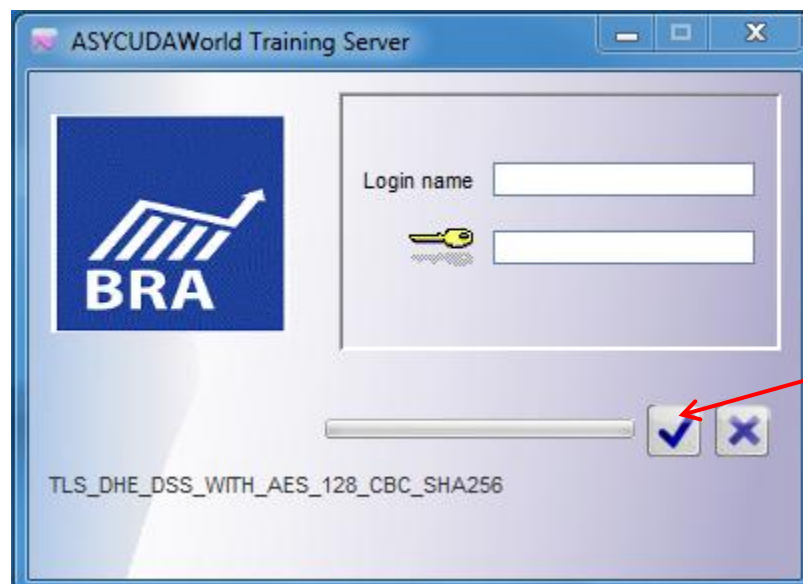 ASYCUDAWorld Training Server
BRA
Login name
TLS_DHE_DSS_WITH_AES_128_CBC_SHA256